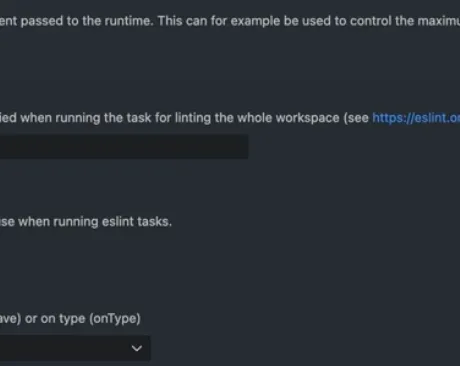 ent passed to the runtime. This can for example be used to control the maximu
ied when running the task for linting the whole workspace (see https://eslint.o
se when running eslint tasks.
ave) or on type (onType)